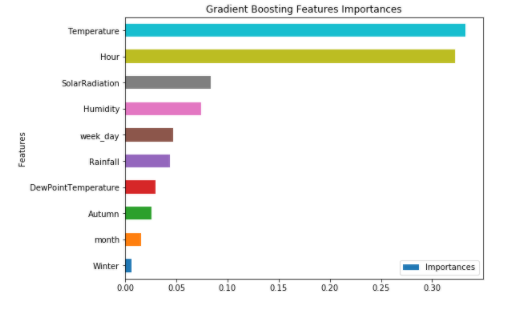 Gradient Boosting Features Importances
Temperature
Hour
SolarRadiation
Humidity
week_day
Rainfall
DewPointTemperature
Autumn
month
Winter
Features
Importances
0.00 0.05 0.10 0.15 0.20 0.25 0.30